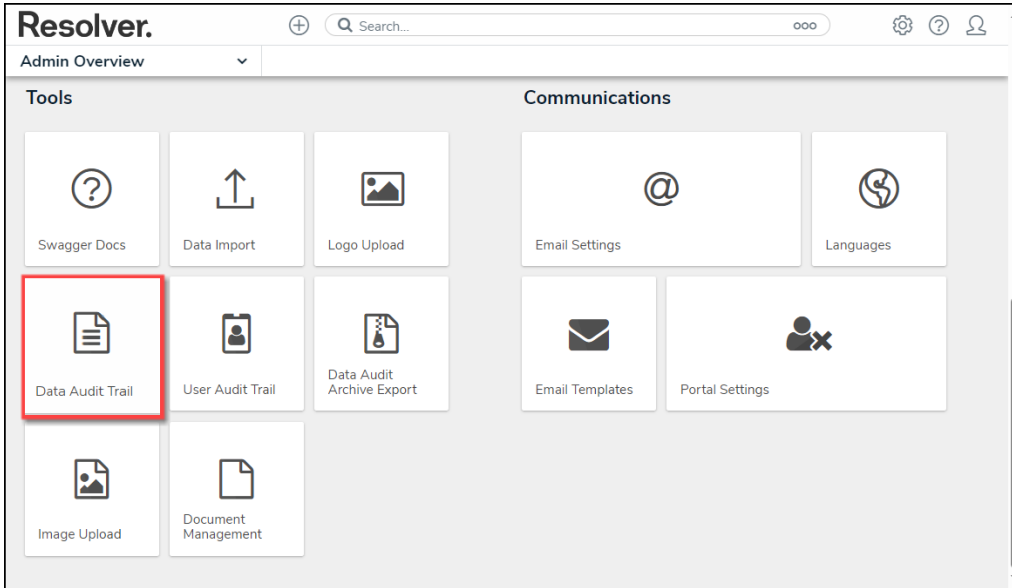 Resolver.
Search...
Admin Overview
Tools
Communications
Swagger Docs
Data Import
Logo Upload
Email Settings
Languages
Data Audit Trail
User Audit Trail
Data Audit
Archive Export
Email Templates
Portal Settings
Image Upload
Document
Management